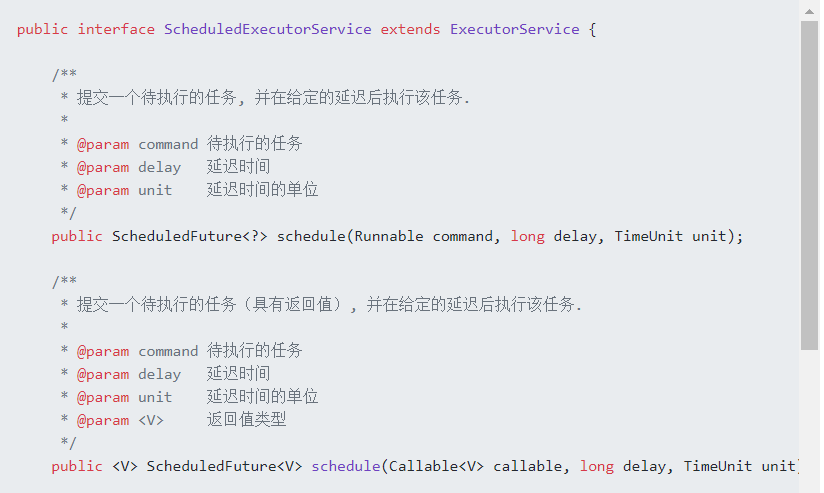 public interface ScheduledExecutorService extends ExecutorService {
/**
* 提交一个待执行的任务, 并在给定的延迟后执行该任务.
*
* @param command 待执行的任务
* @param delay 延迟时间
* @param unit 延迟时间的单位
*/
public ScheduledFuture<?> schedule(Runnable command, long delay, TimeUnit unit);
/**
* 提交一个待执行的任务（具有返回值）, 并在给定的延迟后执行该任务.
*
* @param command 待执行的任务
* @param delay 延迟时间
* @param unit 延迟时间的单位
* @param <V> 返回值类型
*/
public <V> ScheduledFuture<V> schedule(Callable<V> callable, long delay, TimeUnit unit)